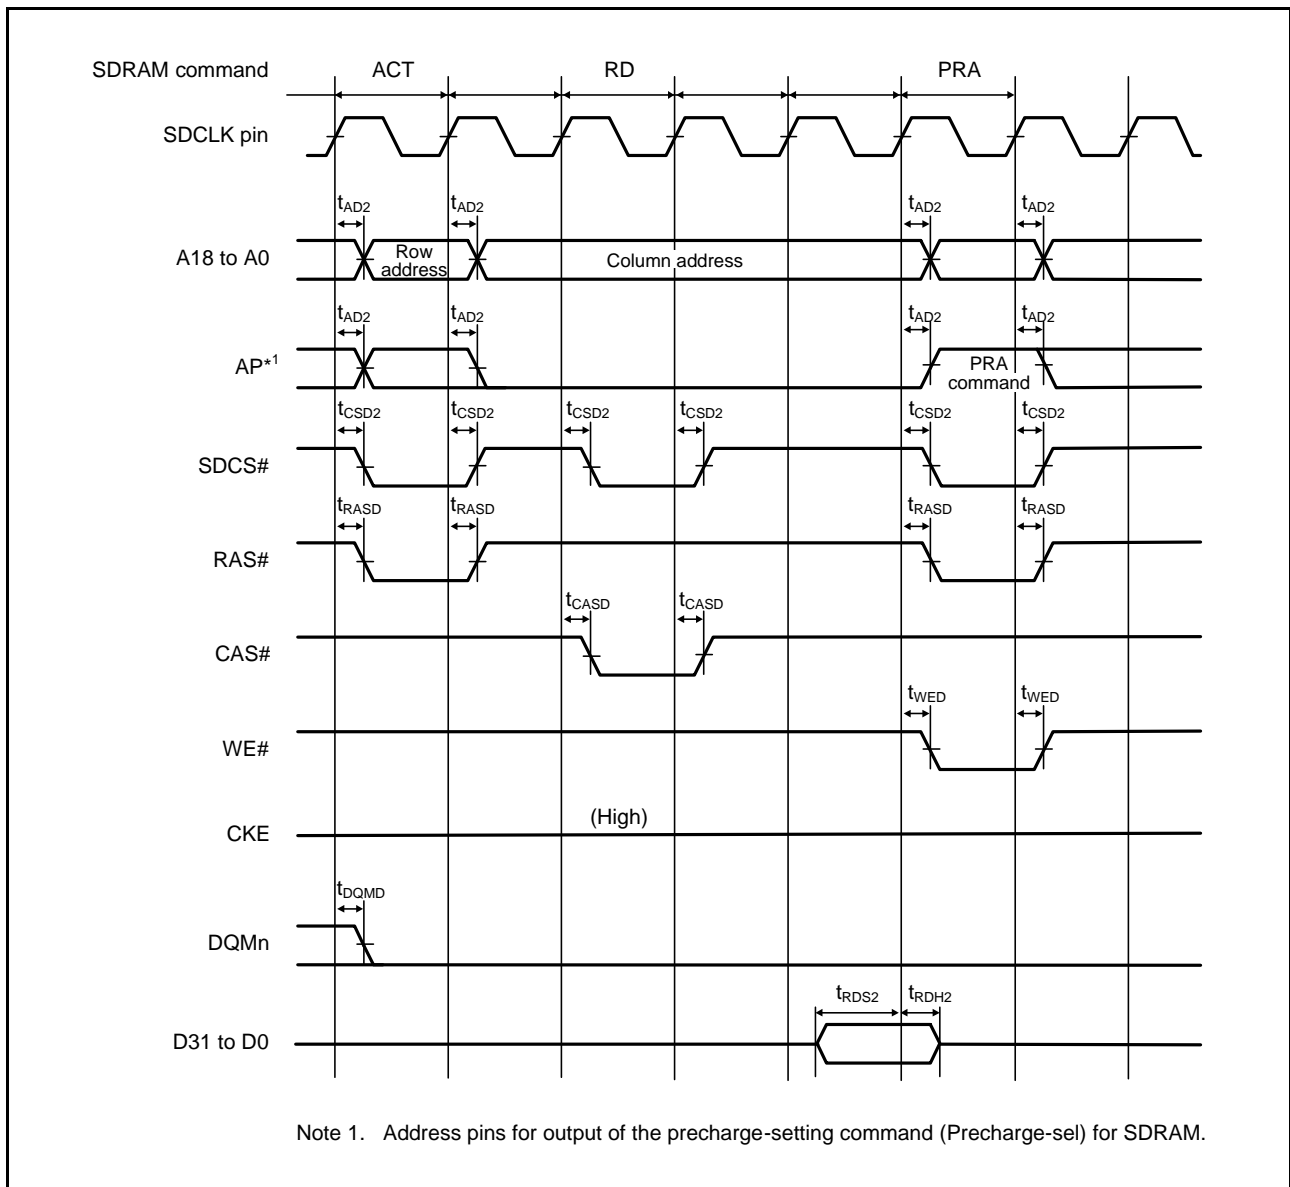 SDRAM command ACT RD PRA
SDCLK pin
tAD2 tAD2 tAD2 tAD2
A18 to A0 Row address Column address
tAD2 tAD2 tAD2 tAD2
AP*1 PRA command
tCSD2 tCSD2 tCSD2 tCSD2 tCSD2 tCSD2
SDCS#
tRASD tRASD tRASD tRASD
RAS#
tCASD tCASD
CAS#
tWED tWED
WE#
(High)
CKE
tDQMD
DQMn
tRDS2 tRDH2
D31 to D0
Note 1. Address pins for output of the precharge-setting command (Precharge-sel) for SDRAM.